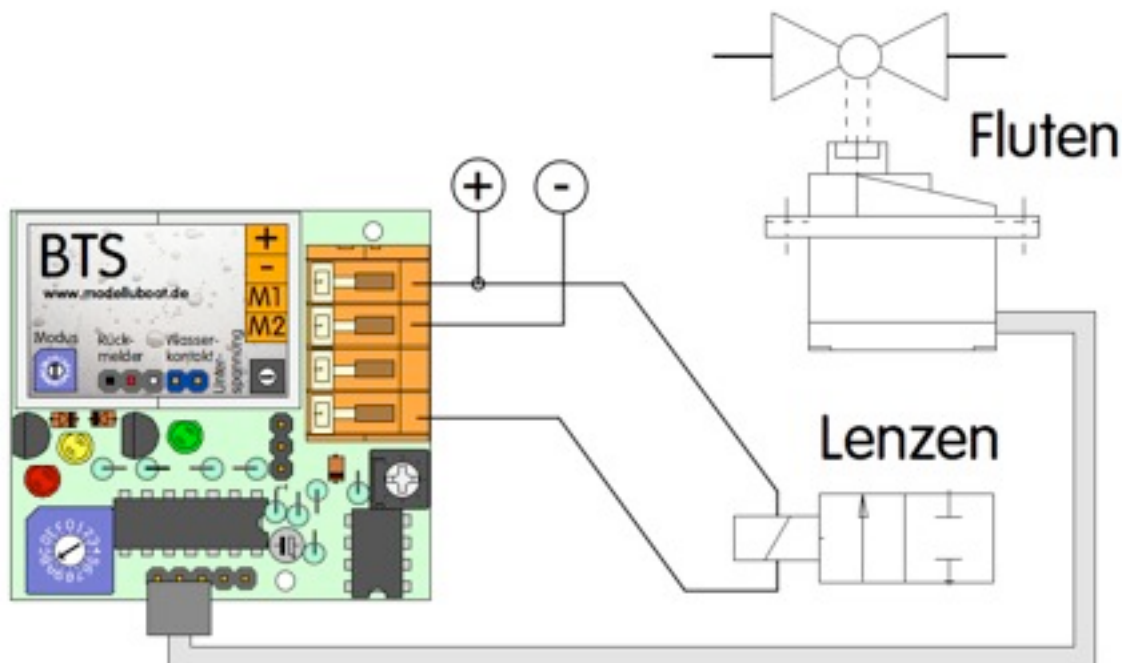 Fluten
+
-
BTS
www.modelluboot.de
+
-
M1
M2
Modus
Rück-
melder
Wasser-
kontakt
Unter-
spannung
Lenzen